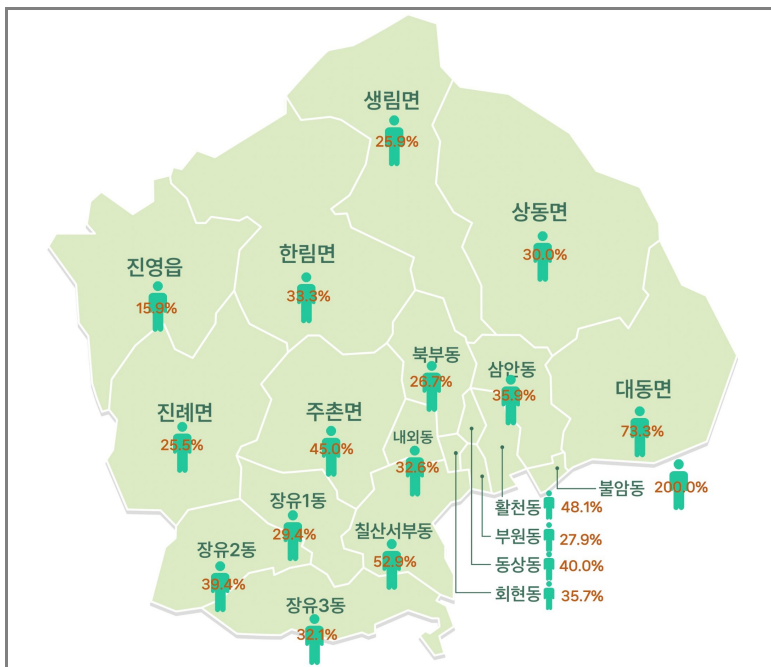 생림면
25.9%
상동면
30.0%
한림면
33.3%
진영읍
15.9%
북부동
26.7%
삼안동
35.9%
대동면
73.3%
진례면
25.5%
주촌면
45.0%
내외동
32.6%
불암동 200.0%
활천동 48.1%
부원동 27.9%
동상동 40.0%
회현동 35.7%
장유1동
29.4%
칠산서부동
52.9%
장유2동
39.4%
장유3동
32.1%